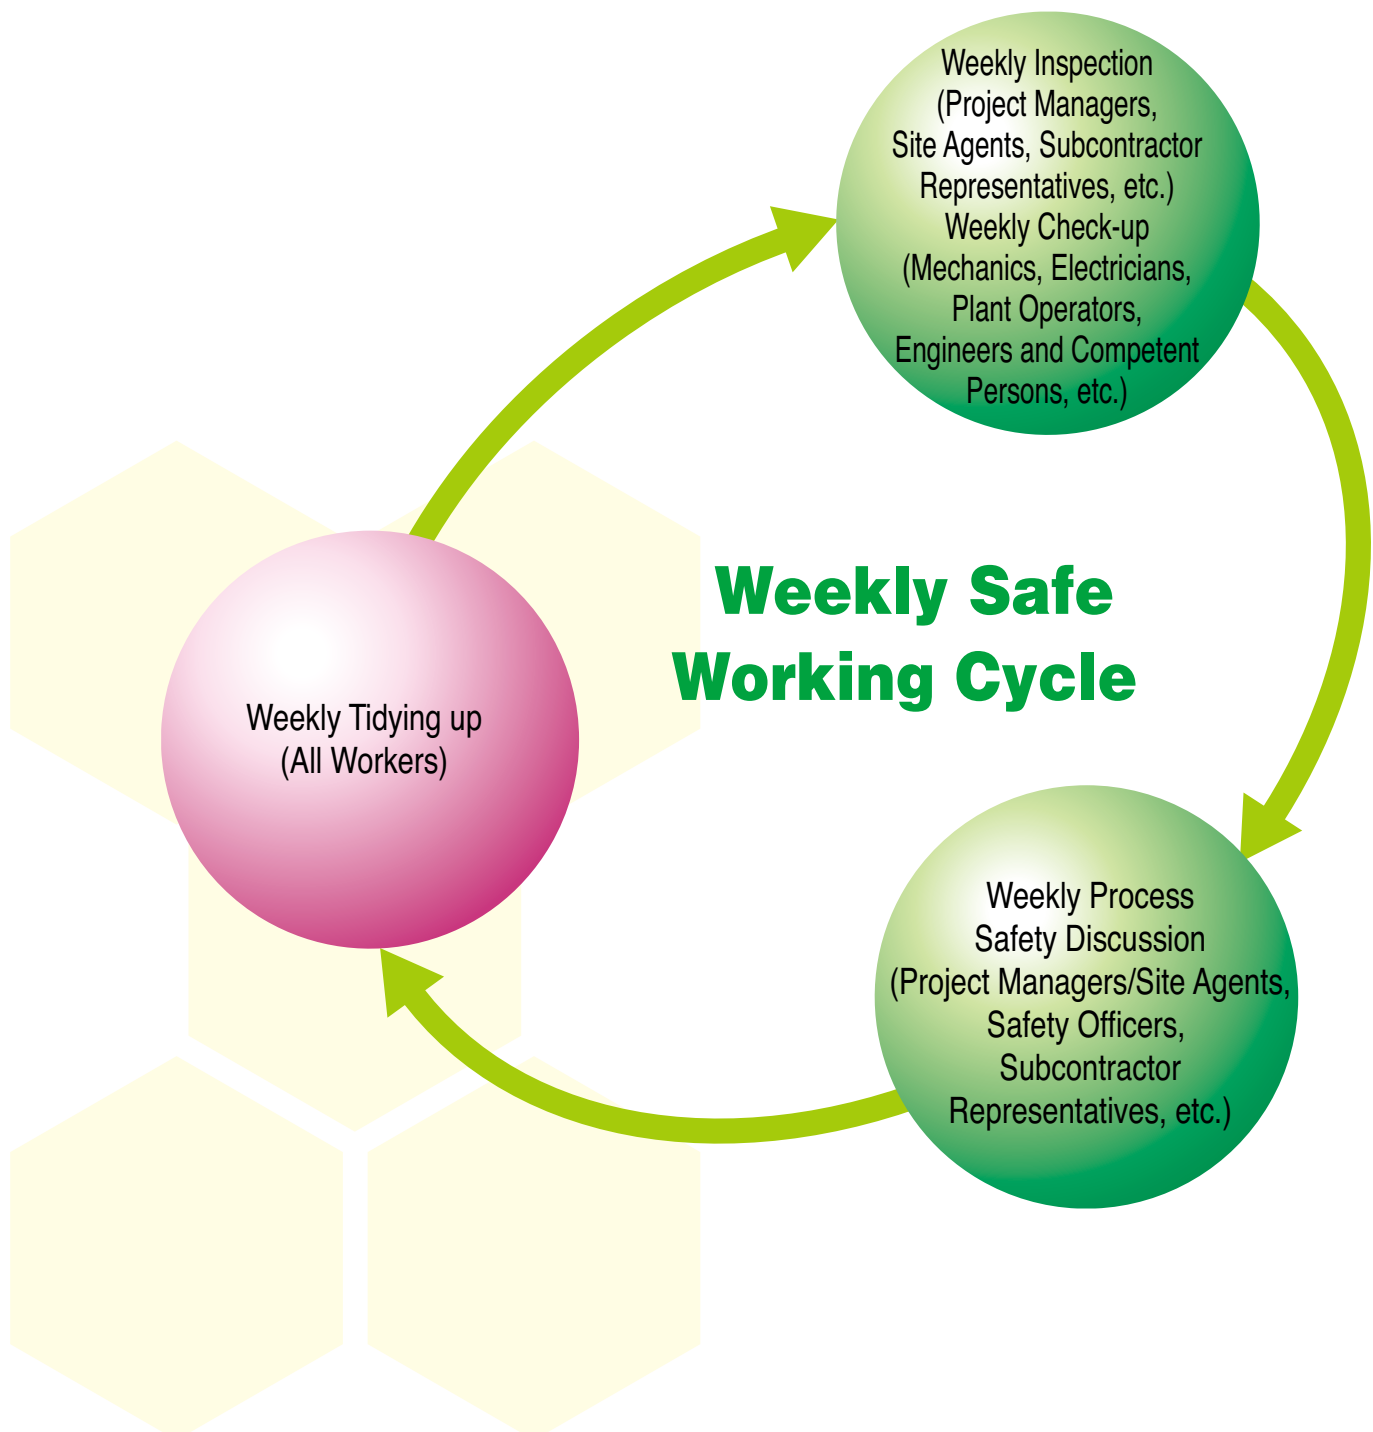 Weekly Inspection
(Project Managers,
Site Agents, Subcontractor
Representatives, etc.)
Weekly Check-up
(Mechanics, Electricians,
Plant Operators,
Engineers and Competent
Persons, etc.)
Weekly Safe
Working Cycle
Weekly Tidying up
(All Workers)
Weekly Process
Safety Discussion
(Project Managers/Site Agents,
Safety Officers,
Subcontractor
Representatives, etc.)